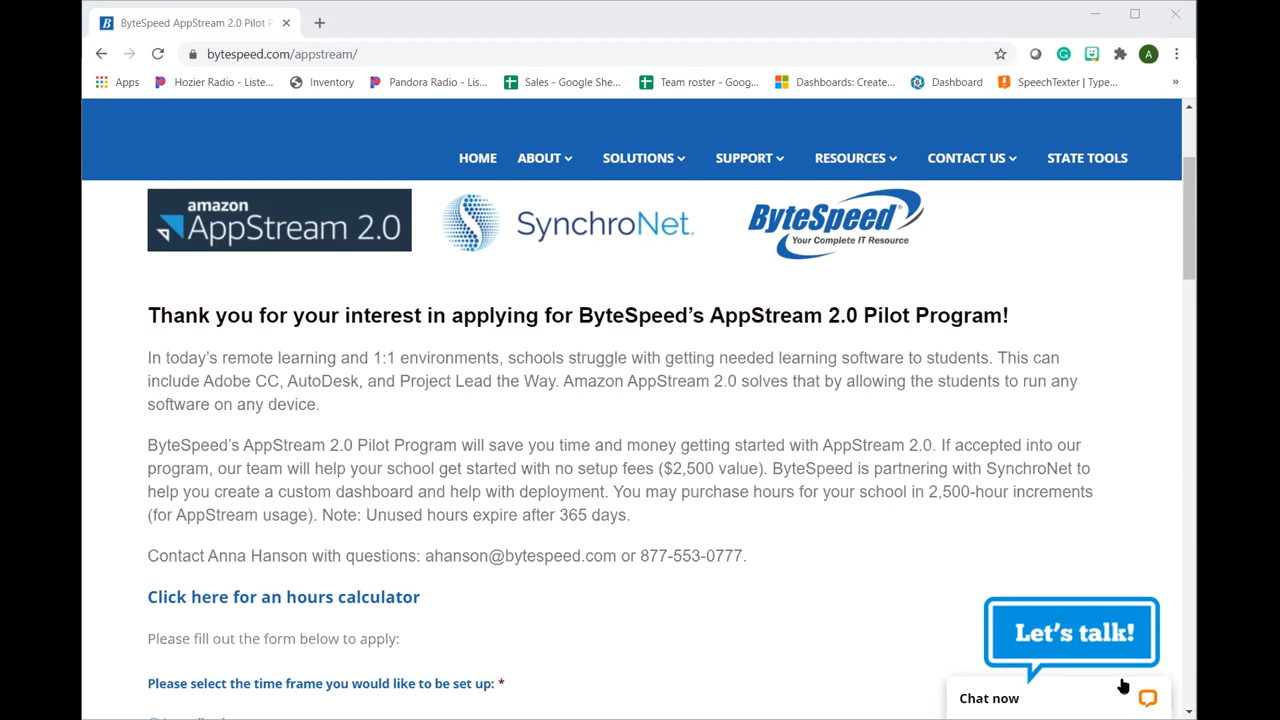 ByteSpeed AppStream 2.0 Pilot P
bytespeed.com/appstream/
A
Apps
Hozier Radio - Liste...
Inventory
Pandora Radio - Lis...
Sales - Google She...
Team roster - Goog...
Dashboards: Create...
Dashboard
SpeechTexter | Type...
»
HOME
ABOUT
SOLUTIONS
SUPPORT
RESOURCES
CONTACT US
STATE TOOLS
amazon
AppStream 2.0
SynchroNet.
ByteSpeed®
Your Complete IT Resource
Thank you for your interest in applying for ByteSpeed's AppStream 2.0 Pilot Program!
In today's remote learning and 1:1 environments, schools struggle with getting needed learning software to students. This can
include Adobe CC, AutoDesk, and Project Lead the Way. Amazon AppStream 2.0 solves that by allowing the students to run any
software on any device.
ByteSpeed's AppStream 2.0 Pilot Program will save you time and money getting started with AppStream 2.0. If accepted into our
program, our team will help your school get started with no setup fees ($2,500 value). ByteSpeed is partnering with SynchroNet to
help you create a custom dashboard and help with deployment. You may purchase hours for your school in 2,500-hour increments
(for AppStream usage). Note: Unused hours expire after 365 days.
Contact Anna Hanson with questions: ahanson@bytespeed.com or 877-553-0777.
Click here for an hours calculator
Please fill out the form below to apply:
Let's talk!
Please select the time frame you would like to be set up: *
Chat now